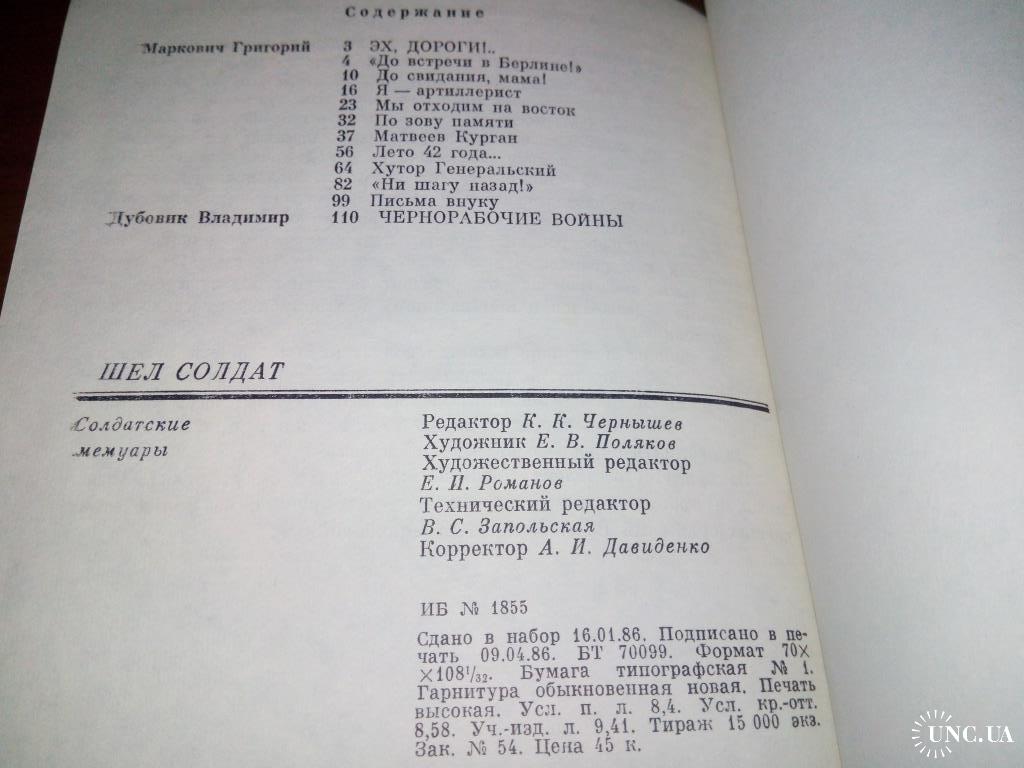 Содержание
Маркович Григорий 3 ЭХ, ДОРОГИ!..
4 «До встречи в Берлине!»
10 До свидания, мама!
16 Я — артиллерист
23 Мы отходим на восток
32 По зову памяти
37 Матвеев Курган
56 Лето 42 года...
64 Хутор Генеральский
82 «Ни шагу назад!»
99 Письма внуку
Дубовик Владимир 110 ЧЕРНОРАБОЧИЕ ВОЙНЫ
ШЕЛ СОЛДАТ
Солдатские
мемуары
Редактор К. К. Чернышев
Художник Е. В. Поляков
Художественный редактор
Е. И. Романов
Технический редактор
В. С. Запольская
Корректор А. И. Давиденко
ИБ № 1855
Сдано в набор 16.01.86. Подписано в пе-
чать 09.04.86. БТ 70099. Формат 70×
×108¹/₃₂. Бумага типографская № 1.
Гарнитура обыкновенная новая. Печать
высокая. Усл. п. л. 8,4. Усл. кр.-отт.
8,58. Уч.-изд. л. 9,41. Тираж 15 000 экз.
Зак. № 54. Цена 45 к.
UNC.UA